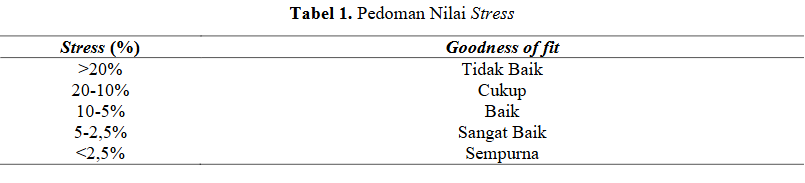 Tabel 1. Pedoman Nilai Stress
Stress (%) Goodness of fit
>20% Tidak Baik
20-10% Cukup
10-5% Baik
5-2,5% Sangat Baik
<2,5% Sempurna